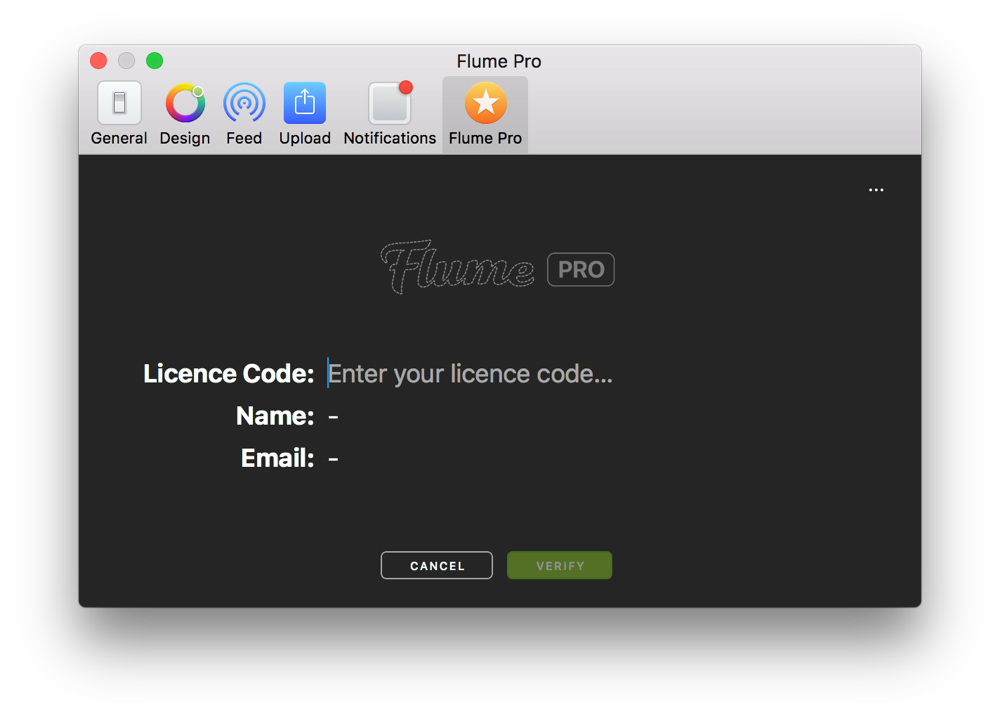 Flume Pro
General Design Feed Upload Notifications Flume Pro
...
Flume PRO
Licence Code: Enter your licence code...
Name: –
Email: –
CANCEL VERIFY